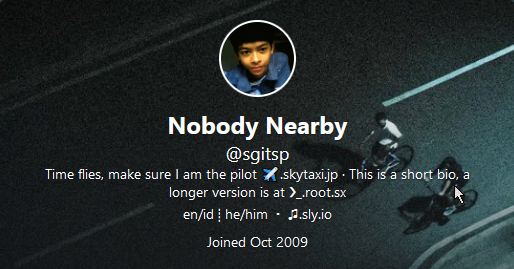 Nobody Nearby
@sgitsp
Time flies, make sure I am the pilot ✈️.skytaxi.jp · This is a short bio, a
longer version is at ❯_.root.sx
en/id ┊ he/him · ♫.sly.io
Joined Oct 2009